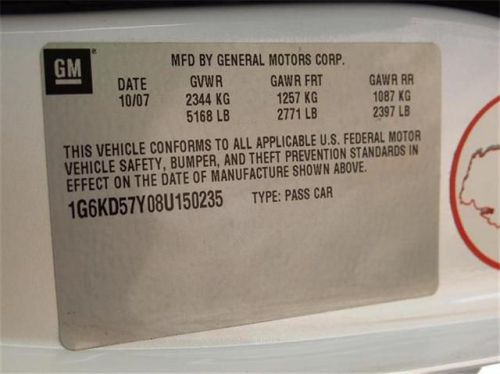 GM
MFD BY GENERAL MOTORS CORP.
DATE GVWR GAWR FRT GAWR RR
10/07 2344 KG 1257 KG 1087 KG
5168 LB 2771 LB 2397 LB
THIS VEHICLE CONFORMS TO ALL APPLICABLE U.S. FEDERAL MOTOR
VEHICLE SAFETY, BUMPER, AND THEFT PREVENTION STANDARDS IN
EFFECT ON THE DATE OF MANUFACTURE SHOWN ABOVE.
1G6KD57Y08U150235 TYPE: PASS CAR